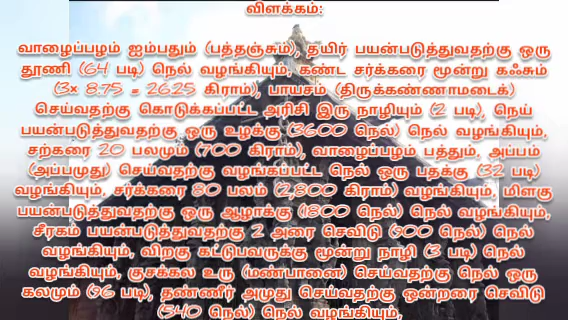 விளக்கம்:
வாழைப்பழம் ஐம்பதும் (பத்தஞ்சும்), தயிர் பயன்படுத்துவதற்கு ஒரு
தூணி (64 படி) நெல் வழங்கியும், கண்ட சர்க்கரை மூன்று கஃசும்
(3x 8.75 = 26.25 கிராம்), பாயசம் (திருக்கண்ணாமடைக்)
செய்வதற்கு கொடுக்கப்பட்ட அரிசி இரு நாழியும் (2 படி), நெய்
பயன்படுத்துவதற்கு ஒரு உழக்கு (3600 நெல்) நெல் வழங்கியும்,
சற்கரை 20 பலமும் (700 கிராம்), வாழைப்பழம் பத்தும், அப்பம்
(அப்பமுது) செய்வதற்கு வழங்கப்பட்ட நெல் ஒரு பதக்கு (32 படி)
வழங்கியும், சர்க்கரை 80 பலம் (2,800 கிராம்) வழங்கியும், மிளகு
பயன்படுத்துவதற்கு ஒரு ஆழாக்கு (1800 நெல்) நெல் வழங்கியும்,
சீரகம் பயன்படுத்துவதற்கு 2 அரை செவிடு (900 நெல்) நெல்
வழங்கியும், விறகு கட்டுபவருக்கு மூன்று நாழி (3 படி) நெல்
வழங்கியும், குசக்கல உரு (மண்பானை) செய்வதற்கு நெல் ஒரு
கலமும் (96 படி), தண்ணீர் அமுது செய்வதற்கு ஒன்றரை செவிடு
(540 நெல்) நெல் வழங்கியும்,